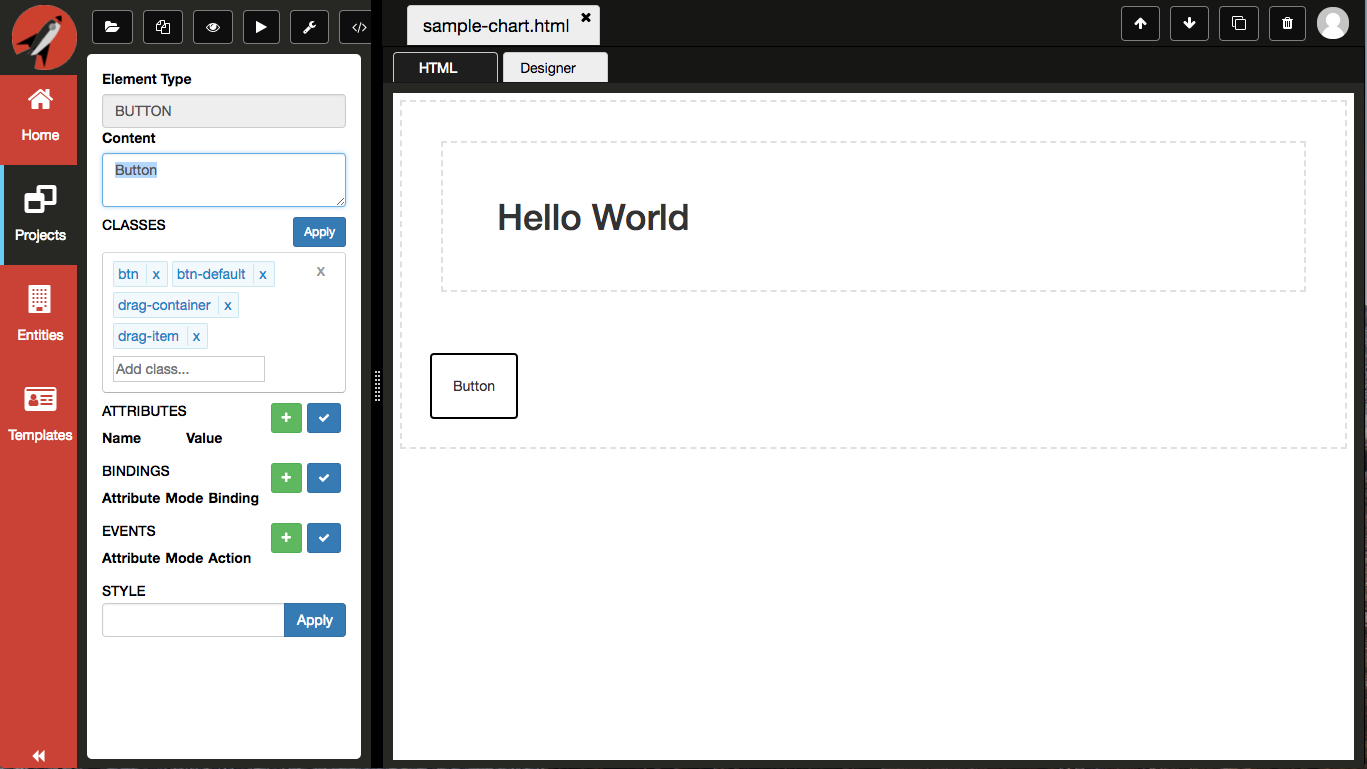 sample-chart.html
HTML
Designer
Home
Projects
Entities
Templates
Element Type
BUTTON
Content
Button
CLASSES
Apply
btn x btn-default x x
drag-container x
drag-item x
Add class...
ATTRIBUTES
Name Value
BINDINGS
Attribute Mode Binding
EVENTS
Attribute Mode Action
STYLE
Apply
Hello World
Button